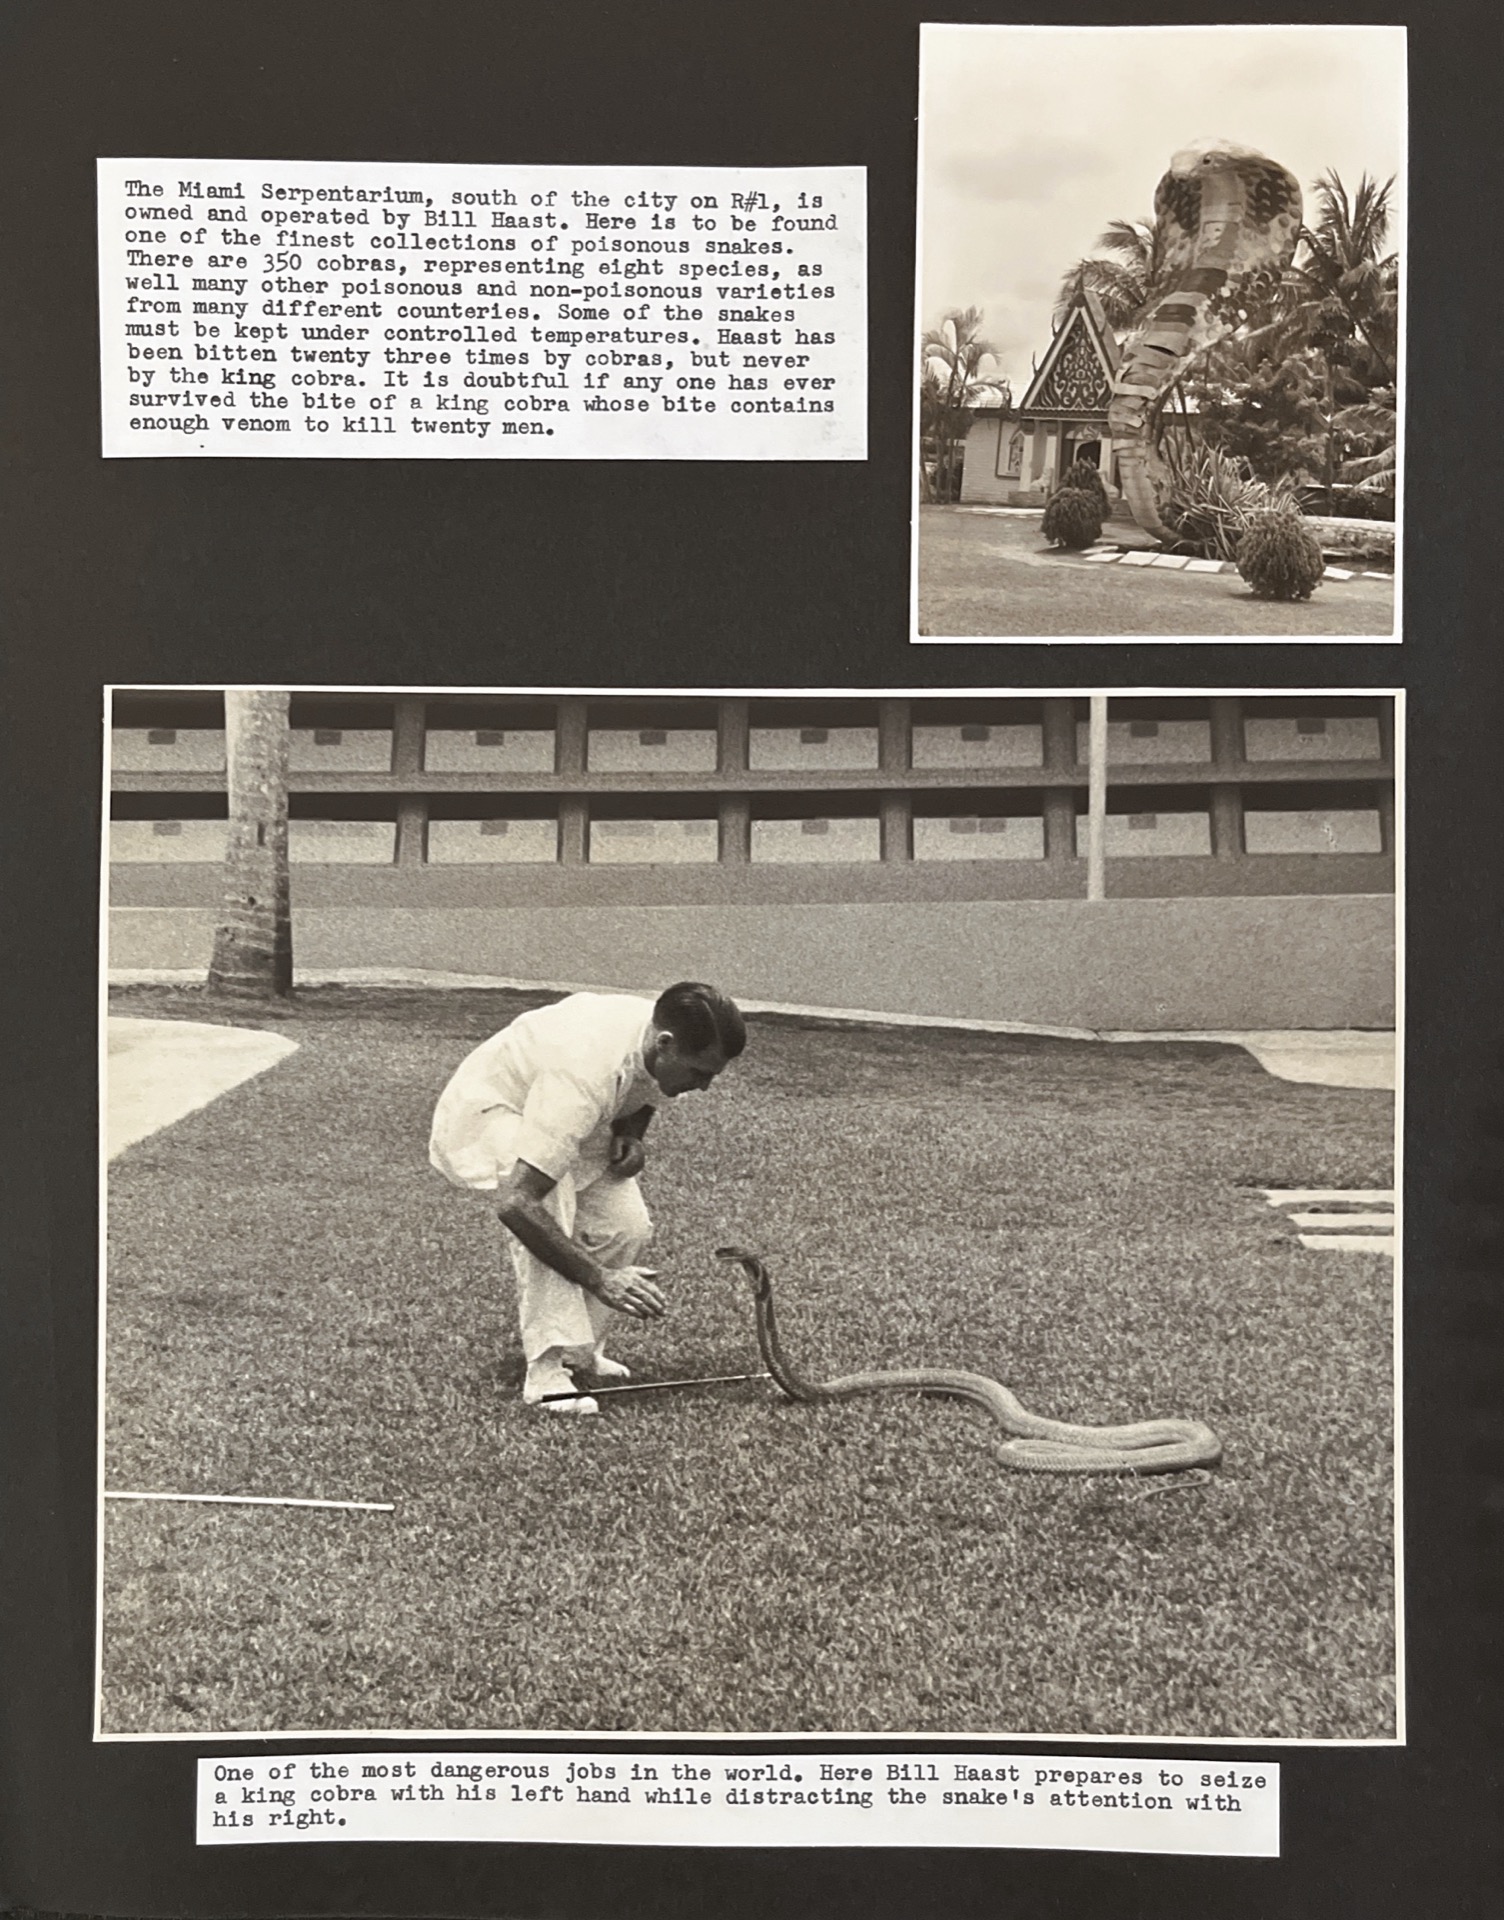 The Miami Serpentarium, south of the city on R#1, is
owned and operated by Bill Haast. Here is to be found
one of the finest collections of poisonous snakes.
There are 350 cobras, representing eight species, as
well many other poisonous and non-poisonous varieties
from many different counteries. Some of the snakes
must be kept under controlled temperatures. Haast has
been bitten twenty three times by cobras, but never
by the king cobra. It is doubtful if any one has ever
survived the bite of a king cobra whose bite contains
enough venom to kill twenty men.
One of the most dangerous jobs in the world. Here Bill Haast prepares to seize
a king cobra with his left hand while distracting the snake's attention with
his right.